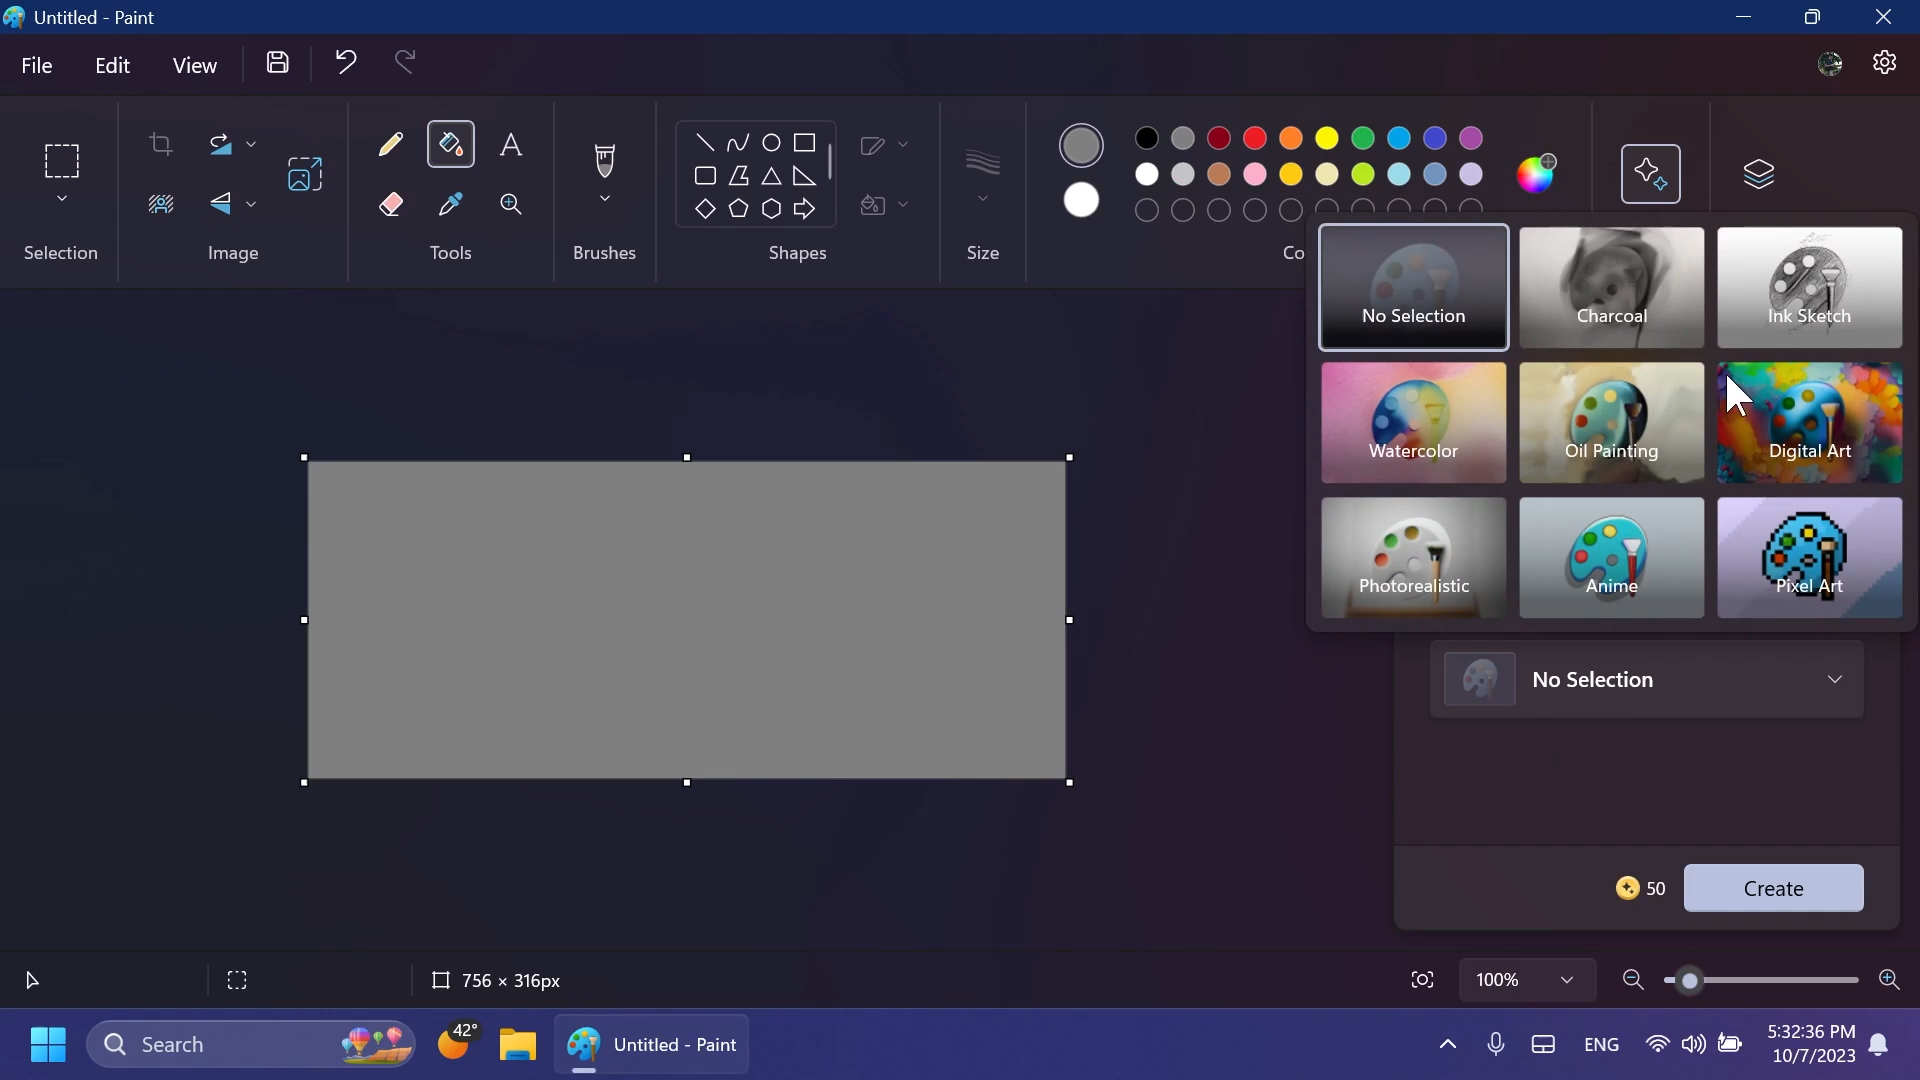 Untitled - Paint
File Edit View
Selection Image Tools Brushes Shapes Size Co
No Selection Charcoal Ink Sketch
Watercolor Oil Painting Digital Art
Photorealistic Anime Pixel Art
No Selection
50 Create
756 × 316px 100%
Search 42° Untitled - Paint ENG 5:32:36 PM
10/7/2023